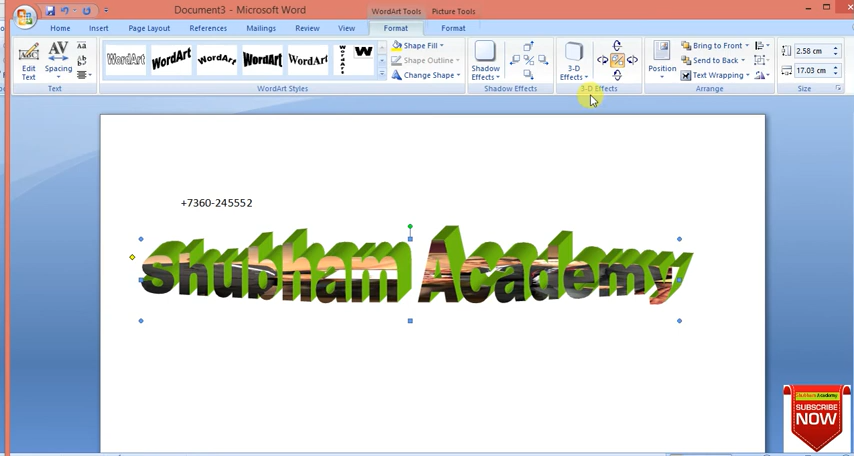 Document3 - Microsoft Word
WordArt Tools
Picture Tools
Home
Insert
Page Layout
References
Mailings
Review
View
Format
Format
Edit Text
Spacing
Text
WordArt
WordArt
WordArt
WordArt
WordArt
WordArt
W
WordArt Styles
Shape Fill
Shape Outline
Change Shape
Shadow Effects
Shadow Effects
3-D Effects
3-D Effects
Position
Bring to Front
Send to Back
Text Wrapping
Arrange
2.58 cm
17.03 cm
Size
+7360-245552
Shubham Academy
Shubham Academy
SUBSCRIBE
NOW